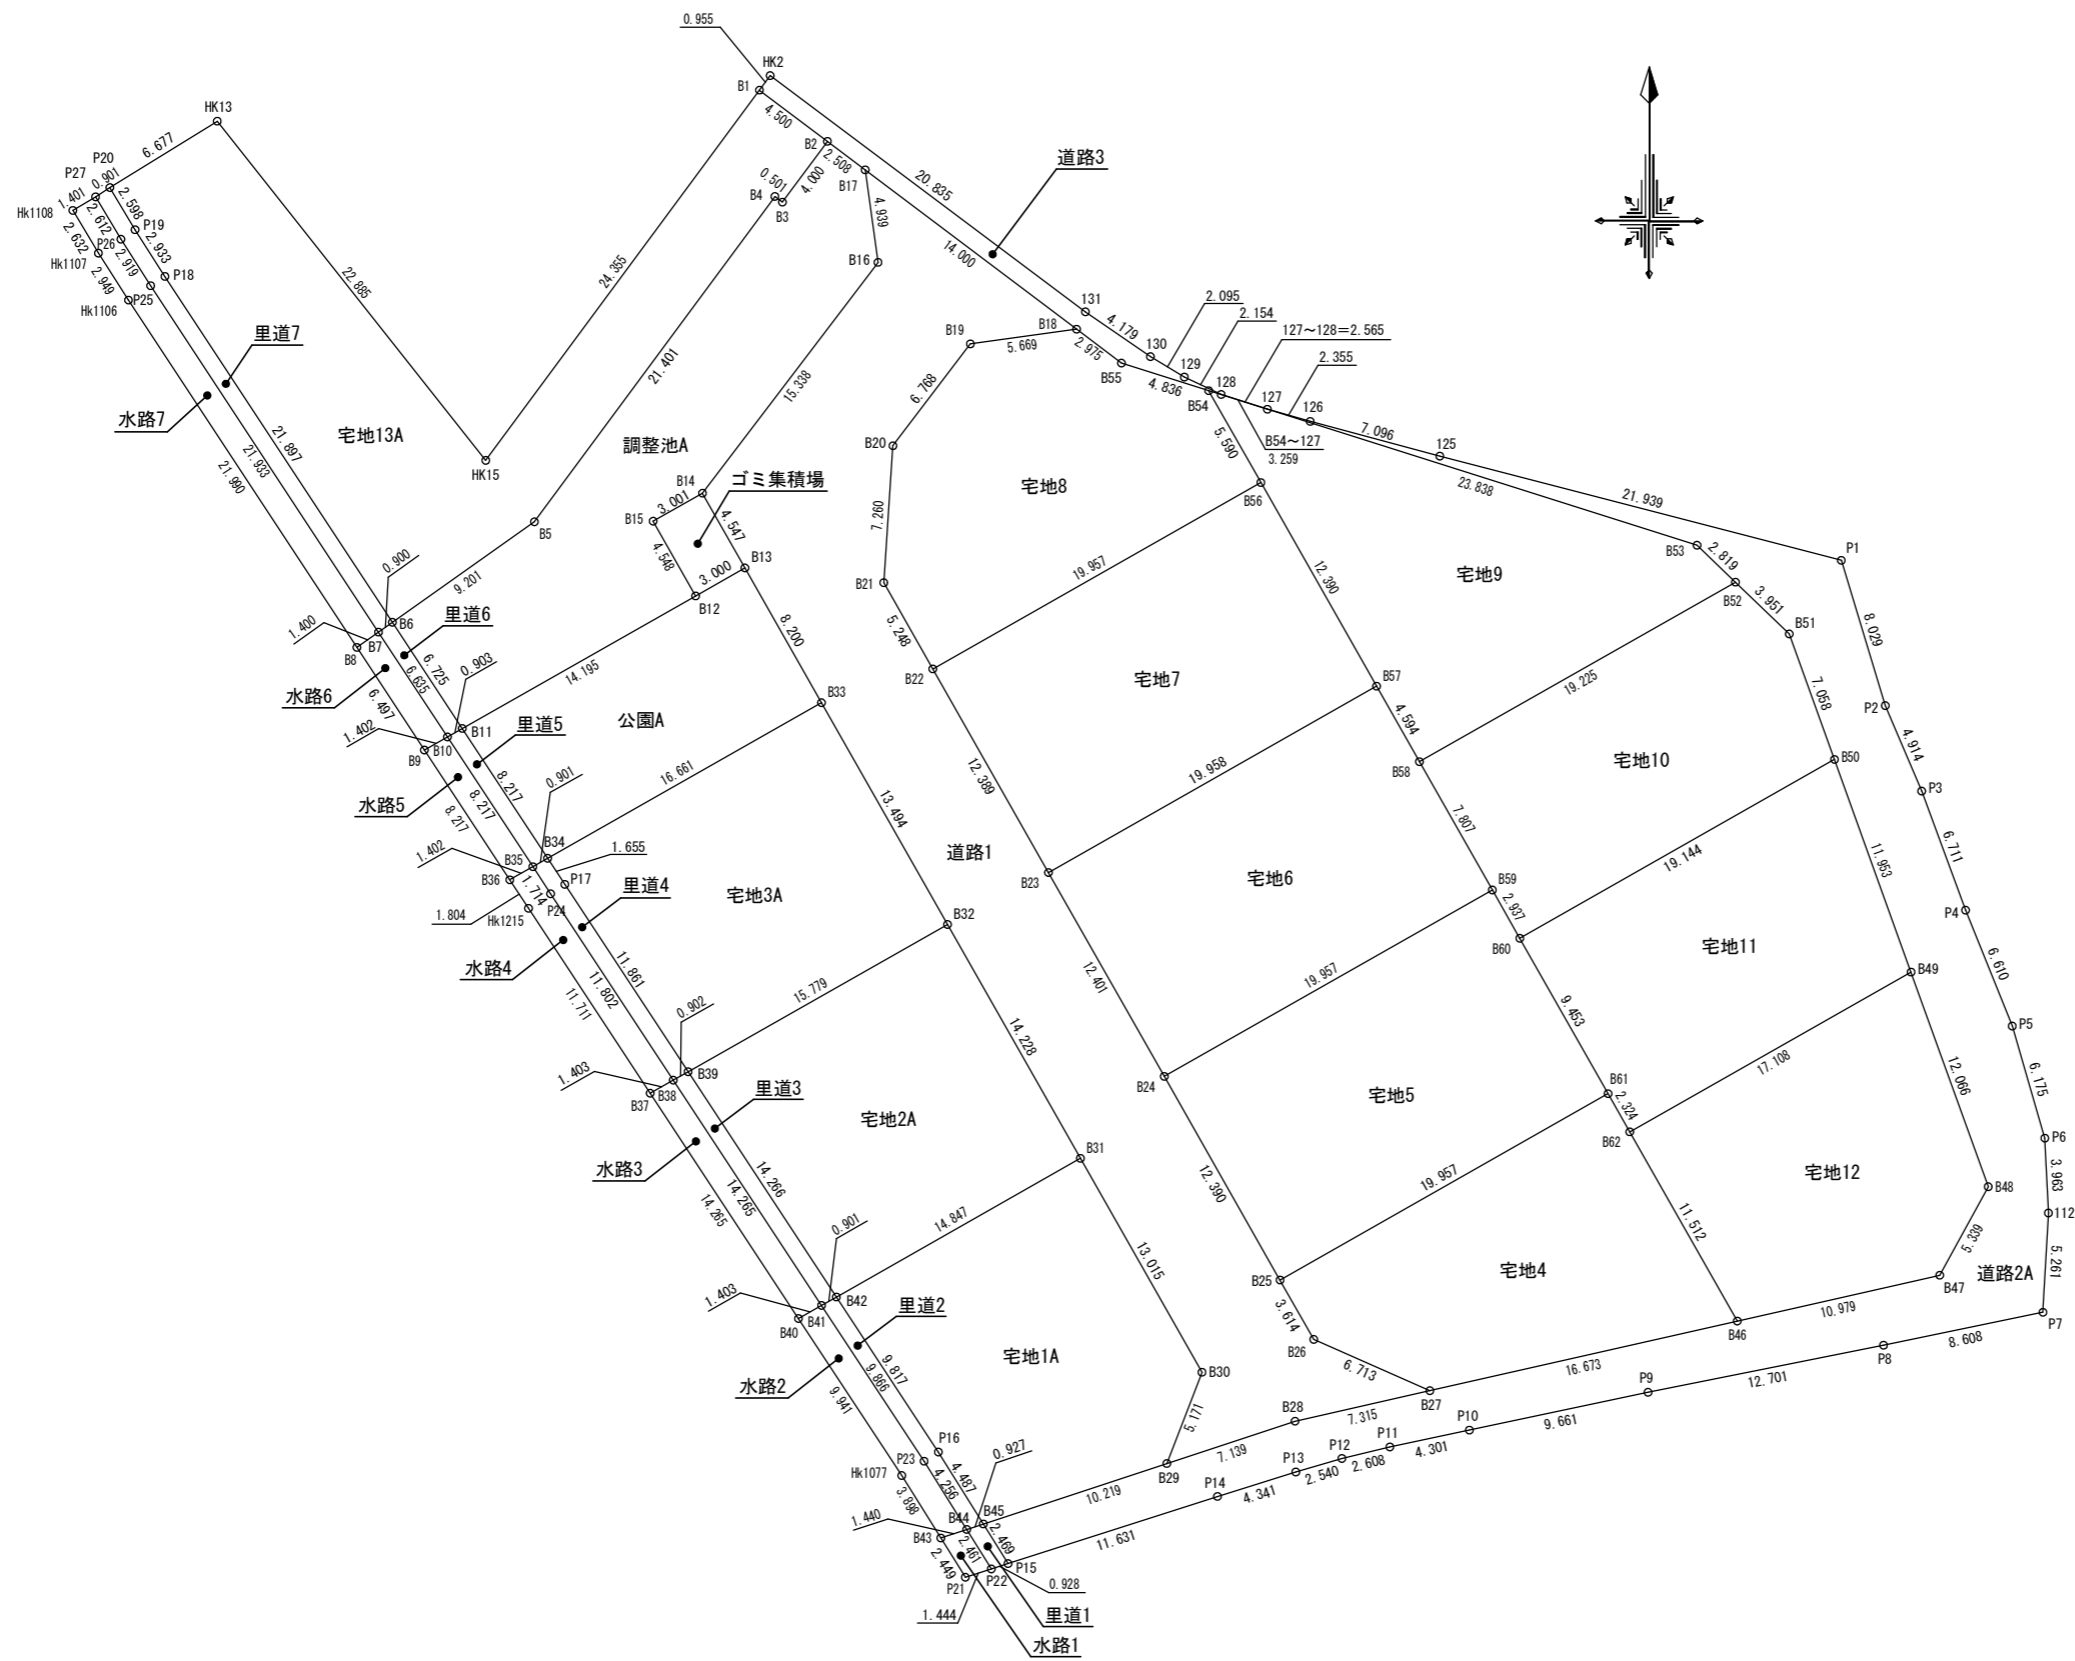 0.955
HK2
B1
4.500
HK13
B2
2.508
B17
道路3
20.835
6.677
P20
P27
0.901
1.401
Hk1108
2.598
2.612
P19
P26
2.632
2.933
Hk1107
2.919
P18
2.949
P25
Hk1106
0.501
4.000
B4
B3
4.939
B16
14.000
22.885
24.355
21.401
15.338
131
4.179
2.095
2.154
127～128＝2.565
2.355
130
129
128
127
126
B18
B19
5.669
2.975
B55
4.836
B54
B54～127
3.259
7.096
125
里道7
水路7
21.897
宅地13A
21.933
21.990
HK15
調整池A
6.768
B20
宅地8
5.590
B56
23.838
21.939
B14
ゴミ集積場
3.001
B15
4.547
B5
4.548
B13
3.000
B12
7.260
B21
19.957
12.390
宅地9
B53
2.819
P1
B52
3.951
B51
8.029
0.900
9.201
里道6
1.400
B6
B7
B8
6.725
0.903
6.635
水路6
6.497
14.195
8.200
5.248
B22
宅地7
B57
19.225
7.058
P2
4.914
B33
公園A
里道5
1.402
B11
B10
B9
水路5
8.217
8.217
8.217
16.661
0.901
12.389
19.958
4.594
B58
宅地10
B50
P3
13.494
7.807
6.711
1.402
B35
B34
1.655
B36
1.714
P17
里道4
P24
1.804
Hk1215
水路4
宅地3A
道路1
B23
宅地6
B59
2.937
19.144
11.953
B60
宅地11
P4
B32
11.861
11.802
11.711
0.902
15.779
12.401
19.957
9.453
B49
6.610
P5
1.403
B39
B38
B37
里道3
水路3
14.228
B24
宅地5
B61
2.324
17.108
12.066
6.175
B62
宅地2A
B31
P6
14.266
14.265
14.265
12.390
19.957
宅地12
B48
3.963
112
0.901
14.847
11.512
5.339
5.261
13.015
B25
宅地4
B47
道路2A
1.403
B42
B41
B40
里道2
3.614
B26
10.979
B46
P7
水路2
9.817
9.866
9.941
宅地1A
B30
6.713
16.673
8.608
P8
B27
P9
12.701
5.171
B28
7.315
P10
9.661
P16
0.927
P23
Hk1077
4.487
4.256
3.898
7.139
P11
4.301
P12
2.608
B29
P13
2.540
P14
4.341
10.219
1.440
B45
B44
B43
2.469
2.461
2.449
11.631
P15
P22
P21
0.928
1.444
里道1
水路1